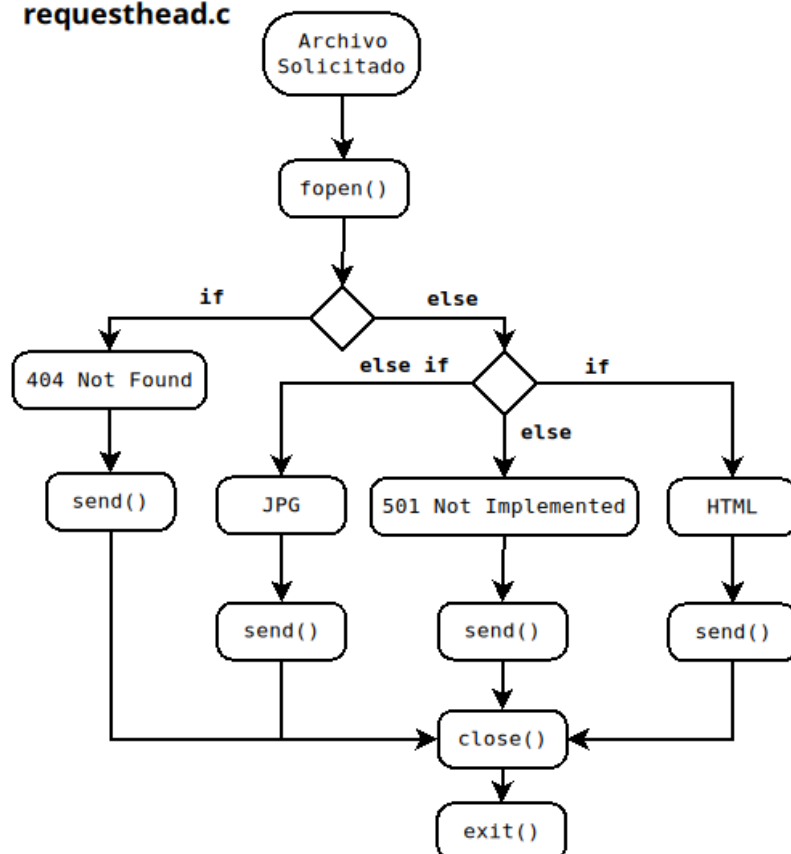 requesthead.c
Archivo
Solicitado
fopen()
if
else
404 Not Found
else if
if
else
send()
JPG
501 Not Implemented
HTML
send()
send()
send()
close()
exit()